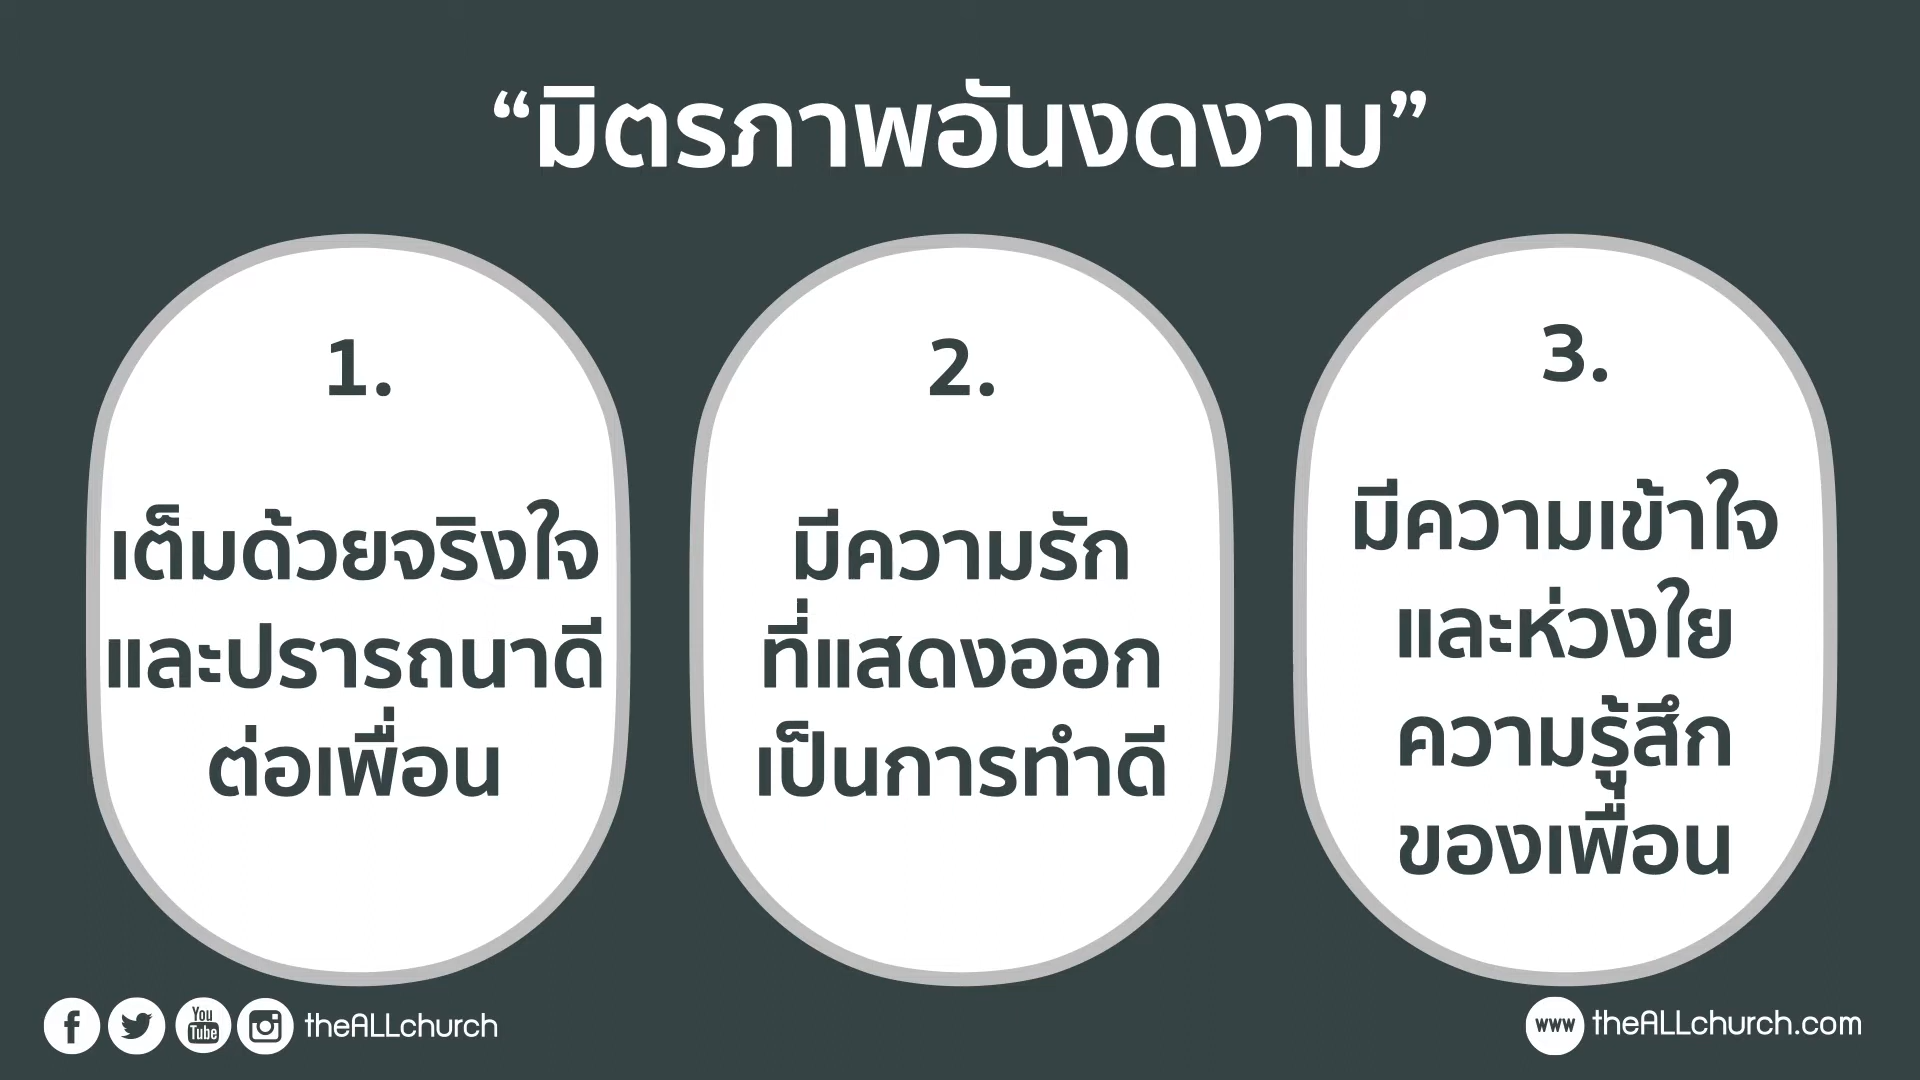 “มิตรภาพอันงดงาม”
1.
เต็มด้วยจริงใจ
และปรารถนาดี
ต่อเพื่อน
2.
มีความรัก
ที่แสดงออก
เป็นการทำดี
3.
มีความเข้าใจ
และห่วงใย
ความรู้สึก
ของเพื่อน
You
Tube
theALLchurch
www theALLchurch.com